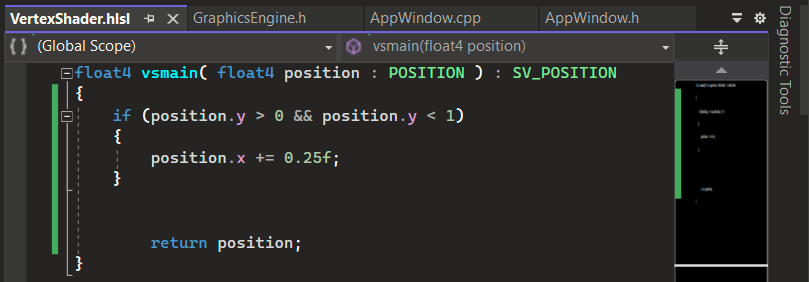 VertexShader.hlsl GraphicsEngine.h AppWindow.cpp AppWindow.h
(Global Scope) vsmain(float4 position)
float4 vsmain( float4 position : POSITION ) : SV_POSITION
{
if (position.y > 0 && position.y < 1)
{
position.x += 0.25f;
}
return position;
}
Diagnostic Tools